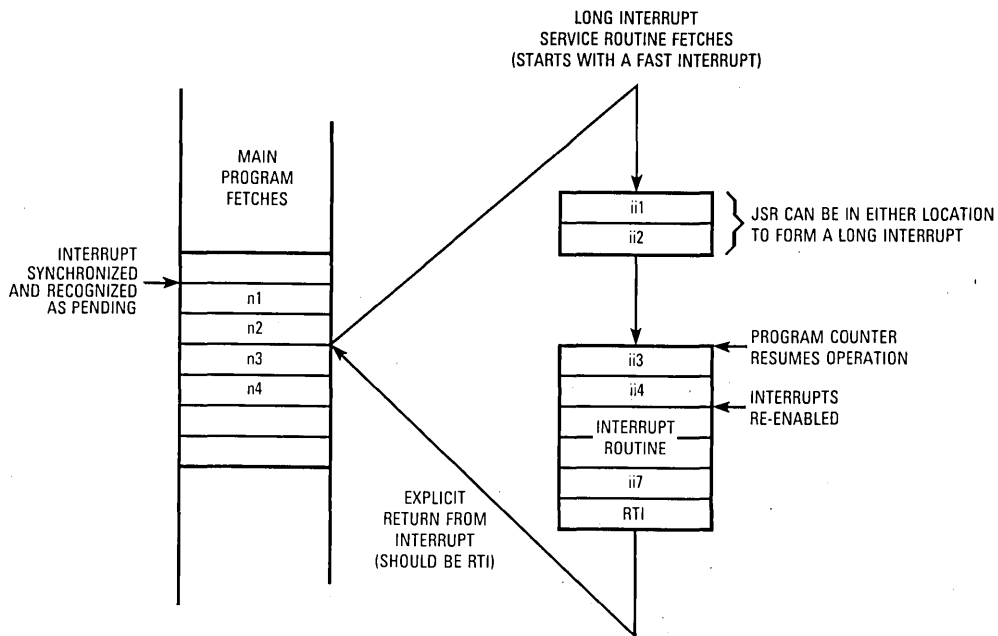 LONG INTERRUPT
SERVICE ROUTINE FETCHES
(STARTS WITH A FAST INTERRUPT)
MAIN
PROGRAM
FETCHES
INTERRUPT
SYNCHRONIZED
AND RECOGNIZED
AS PENDING
n1
n2
n3
n4
ii1
ii2
JSR CAN BE IN EITHER LOCATION
TO FORM A LONG INTERRUPT
PROGRAM COUNTER
RESUMES OPERATION
ii3
ii4
INTERRUPTS
RE-ENABLED
INTERRUPT
ROUTINE
ii7
RTI
EXPLICIT
RETURN FROM
INTERRUPT
(SHOULD BE RTI)